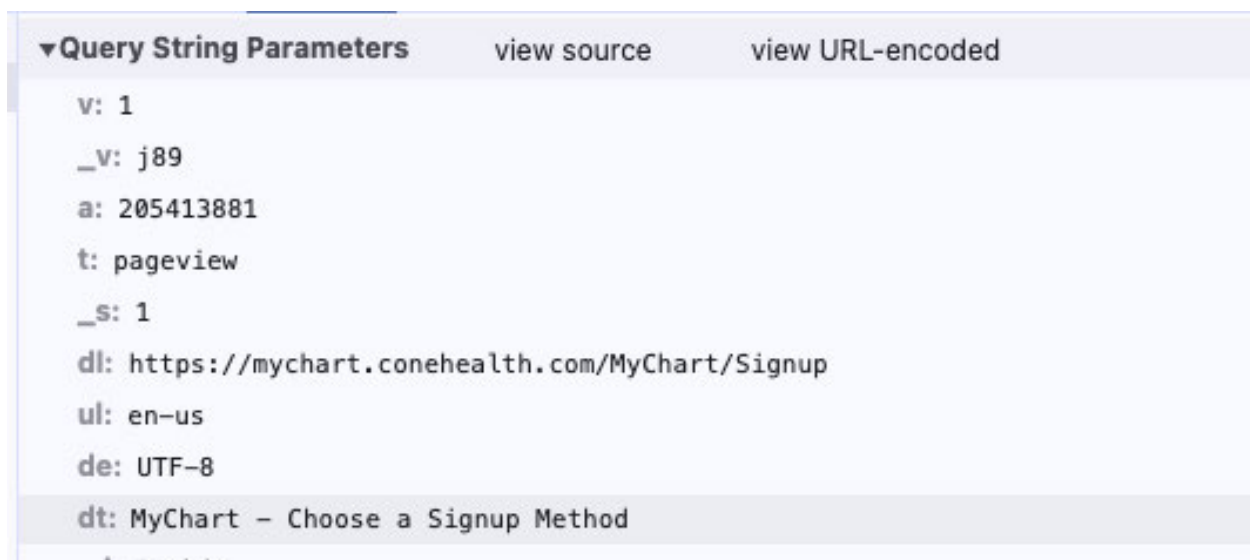 ▾Query String Parameters view source view URL-encoded
v: 1
_v: j89
a: 205413881
t: pageview
_s: 1
dl: https://mychart.conehealth.com/MyChart/Signup
ul: en-us
de: UTF-8
dt: MyChart – Choose a Signup Method